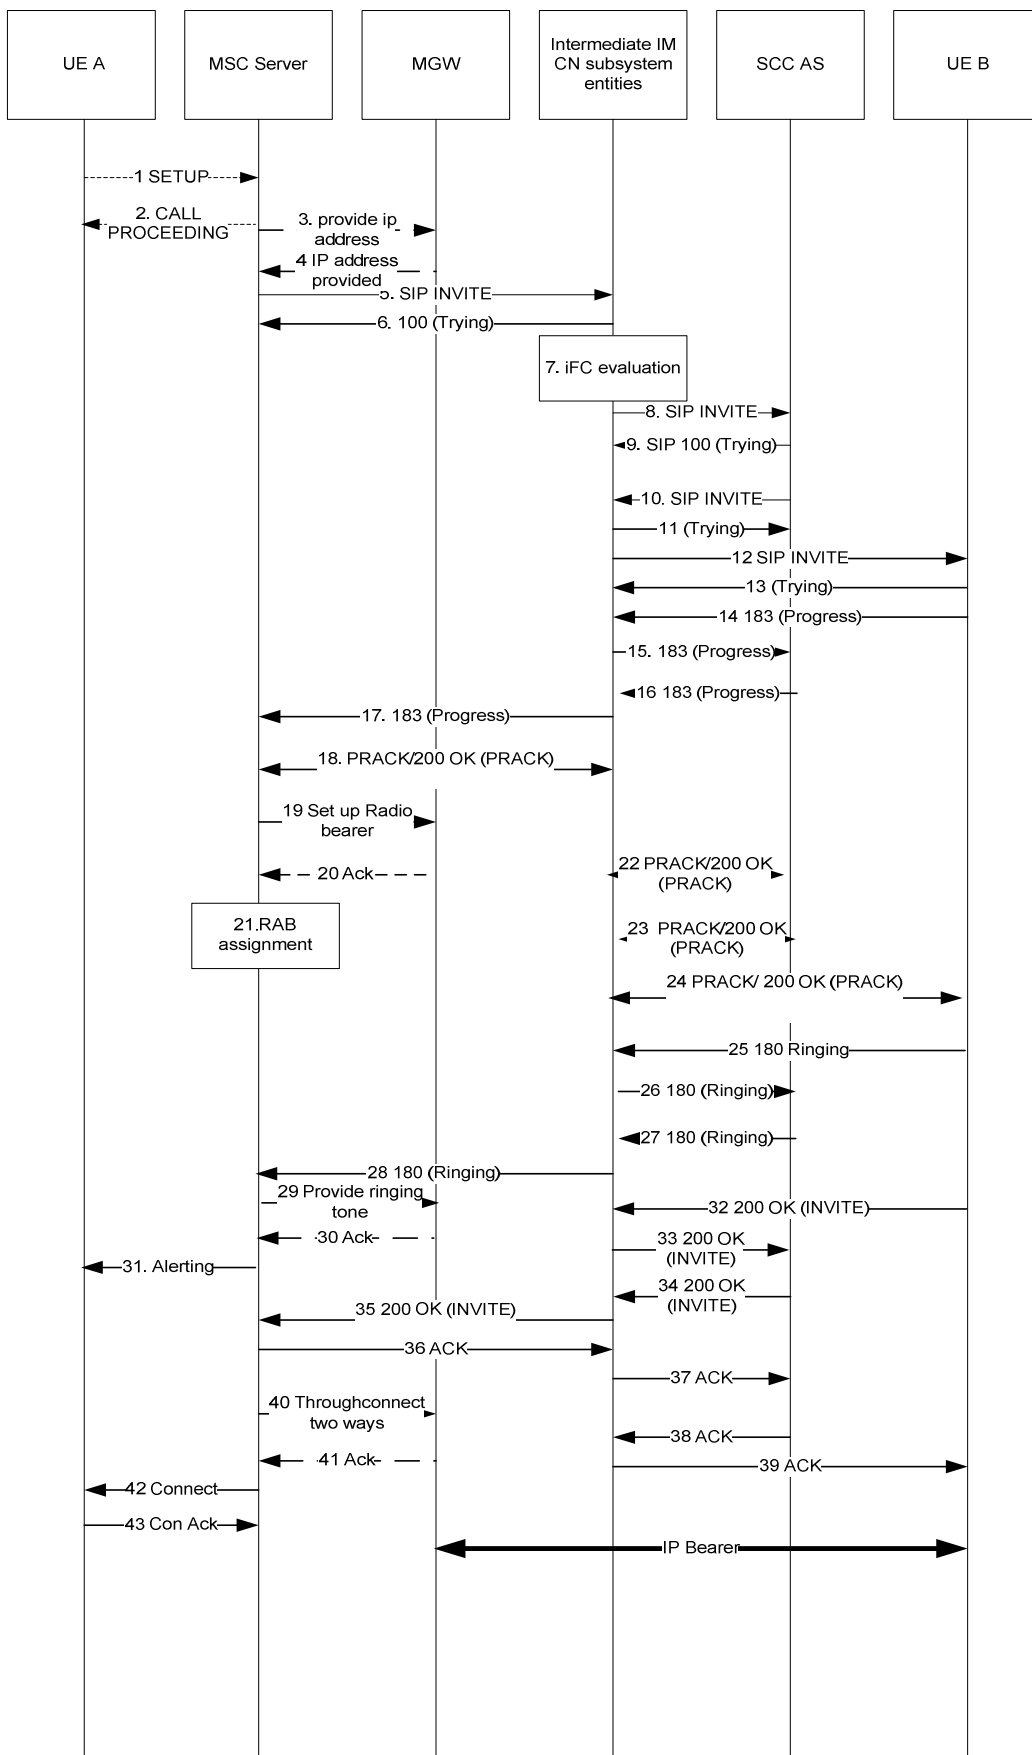 UE A
MSC Server
MGW
Intermediate IM
CN subsystem
entities
SCC AS
UE B
1 SETUP
2. CALL
PROCEEDING
3. provide ip
address
4 IP address
provided
5. SIP INVITE
6. 100 (Trying)
7. iFC evaluation
8. SIP INVITE
9. SIP 100 (Trying)
10. SIP INVITE
11 (Trying)
12 SIP INVITE
13 (Trying)
14 183 (Progress)
15. 183 (Progress)
16 183 (Progress)
17. 183 (Progress)
18. PRACK/200 OK (PRACK)
19 Set up Radio
bearer
20 Ack
22 PRACK/200 OK
(PRACK)
21.RAB
assignment
23 PRACK/200 OK
(PRACK)
24 PRACK/ 200 OK (PRACK)
25 180 Ringing
26 180 (Ringing)
27 180 (Ringing)
28 180 (Ringing)
29 Provide ringing
tone
32 200 OK (INVITE)
30 Ack
33 200 OK
(INVITE)
31. Alerting
34 200 OK
(INVITE)
35 200 OK (INVITE)
36 ACK
37 ACK
40 Throughconnect
two ways
38 ACK
41 Ack
39 ACK
42 Connect
43 Con Ack
IP Bearer